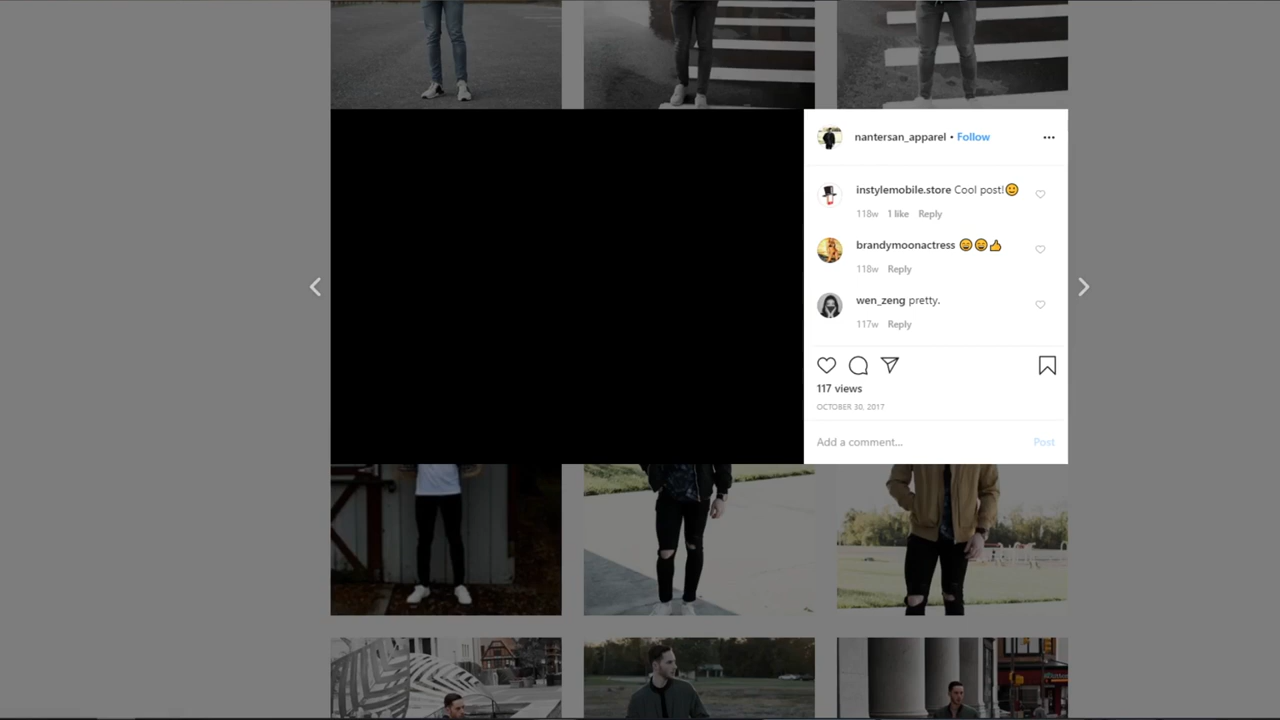 nantersan_apparel • Follow
instylemobile.store Cool post!🙂
118w 1 like Reply
brandymoonactress 😄😄👍
118w Reply
wen_zeng pretty.
117w Reply
117 views
OCTOBER 30, 2017
Add a comment... Post